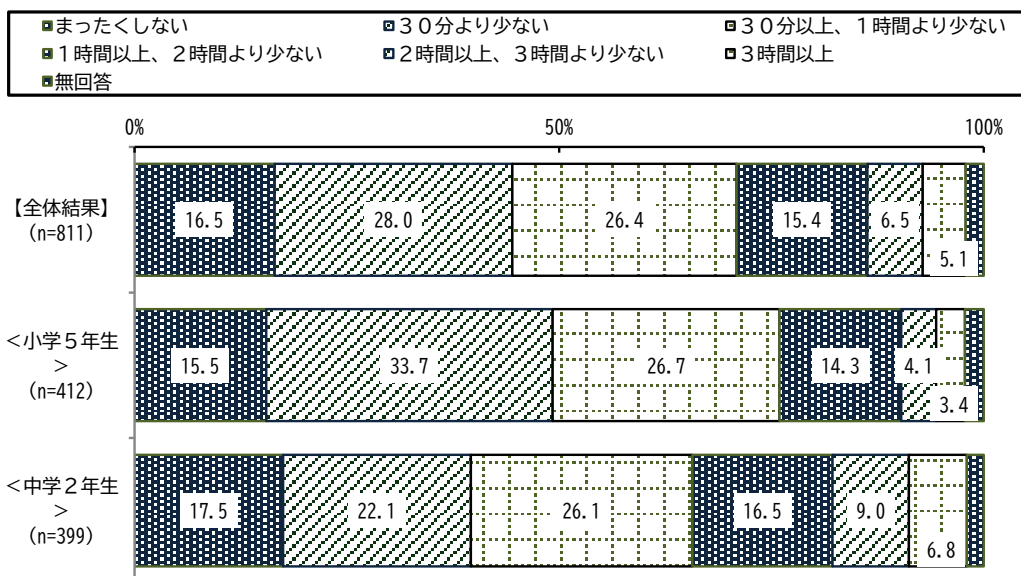 まったくしない ３０分より少ない ３０分以上、１時間より少ない
１時間以上、２時間より少ない ２時間以上、３時間より少ない ３時間以上
無回答
0% 50% 100%
【全体結果】
(n=811)
16.5 28.0 26.4 15.4 6.5 5.1
＜小学５年生
＞
(n=412)
15.5 33.7 26.7 14.3 4.1 3.4
＜中学２年生
＞
(n=399)
17.5 22.1 26.1 16.5 9.0 6.8